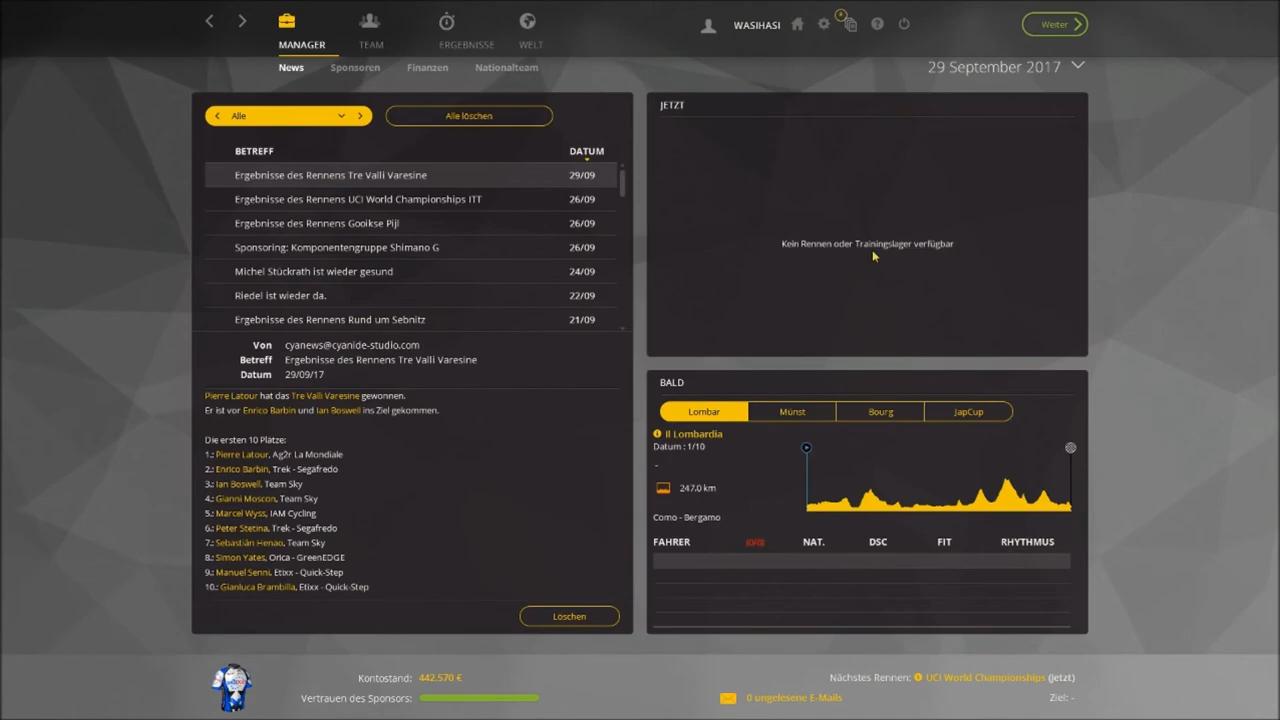 MANAGER TEAM ERGEBNISSE WELT
WASIHASI
Weiter
News Sponsoren Finanzen Nationalteam
29 September 2017
Alle
Alle löschen
BETREFF DATUM
Ergebnisse des Rennens Tre Valli Varesine 29/09
Ergebnisse des Rennens UCI World Championships ITT 26/09
Ergebnisse des Rennens Gooikse Pijl 26/09
Sponsoring: Komponentengruppe Shimano G 26/09
Michel Stückrath ist wieder gesund 24/09
Riedel ist wieder da. 22/09
Ergebnisse des Rennens Rund um Sebnitz 21/09
Von cyanews@cyanide-studio.com
Betreff Ergebnisse des Rennens Tre Valli Varesine
Datum 29/09/17
Pierre Latour hat das Tre Valli Varesine gewonnen.
Er ist vor Enrico Barbin und Ian Boswell ins Ziel gekommen.
Die ersten 10 Plätze:
1.: Pierre Latour, Ag2r La Mondiale
2.: Enrico Barbin, Trek - Segafredo
3.: Ian Boswell, Team Sky
4.: Gianni Moscon, Team Sky
5.: Marcel Wyss, IAM Cycling
6.: Peter Stetina, Trek - Segafredo
7.: Sebastián Henao, Team Sky
8.: Simon Yates, Orica - GreenEDGE
9.: Manuel Senni, Etixx - Quick-Step
10.: Gianluca Brambilla, Etixx - Quick-Step
Löschen
JETZT
Kein Rennen oder Trainingslager verfügbar
BALD
Lombar Münst Bourg JapCup
Il Lombardia
Datum : 1/10
-
247.0 km
Como - Bergamo
FAHRER NAT. DSC FIT RHYTHMUS
Kontostand: 442.570 €
Vertrauen des Sponsors:
Nächstes Rennen: UCI World Championships (Jetzt)
0 ungelesene E-Mails
Ziel: -